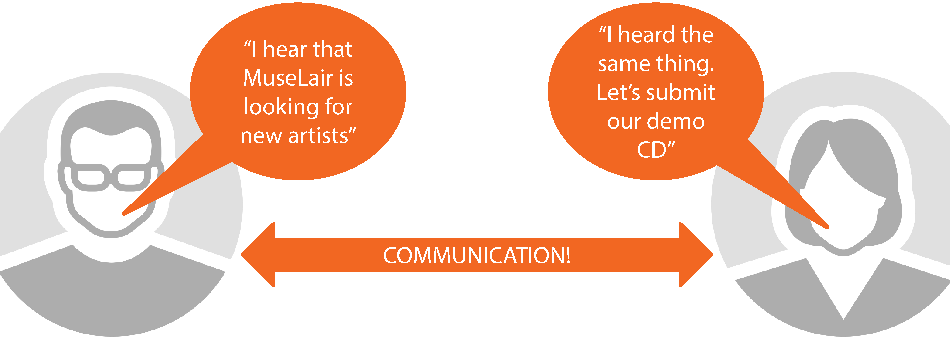 “I hear that
MuseLair is
looking for
new artists”
“I heard the
same thing.
Let’s submit
our demo
CD”
COMMUNICATION!